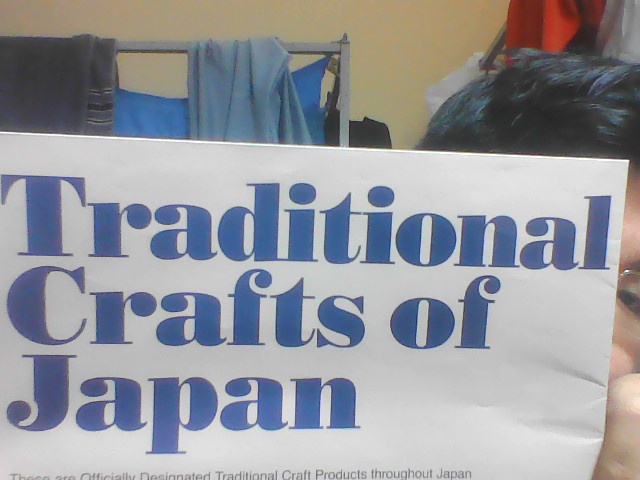 Traditional
Crafts of
Japan
These are Officially Designated Traditional Craft Products throughout Japan